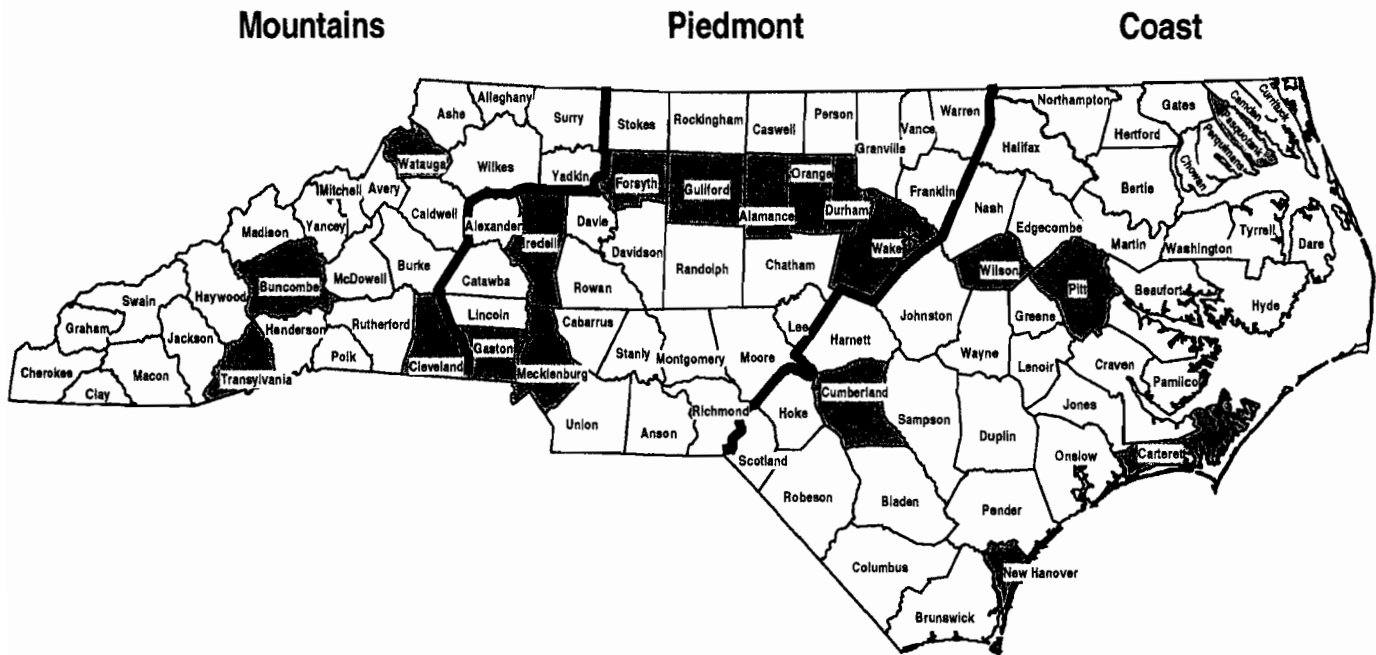 Mountains
Piedmont
Coast
Alleghany
Ashe
Surry
Stokes
Rockingham
Caswell
Person
Vance
Warren
Northampton
Gates
Camden
Currituck
Pasquotank
Perquimans
Chowan
Hertford
Halifax
Granville
Watauga
Wilkes
Yadkin
Forsyth
Guilford
Orange
Alamance
Durham
Franklin
Nash
Bertie
Mitchell
Avery
Caldwell
Alexander
Iredell
Davie
Davidson
Wake
Edgecombe
Martin
Washington
Tyrrell
Dare
Madison
Yancey
McDowell
Burke
Catawba
Rowan
Randolph
Chatham
Wilson
Pitt
Beaufort
Hyde
Buncombe
Haywood
Swain
Graham
Jackson
Henderson
Rutherford
Lincoln
Cabarrus
Lee
Harnett
Johnston
Greene
Wayne
Lenoir
Craven
Pamlico
Cherokee
Clay
Macon
Transylvania
Polk
Cleveland
Gaston
Mecklenburg
Stanly
Montgomery
Moore
Cumberland
Sampson
Jones
Union
Anson
Richmond
Hoke
Scotland
Duplin
Onslow
Carteret
Robeson
Bladen
Pender
Columbus
New Hanover
Brunswick